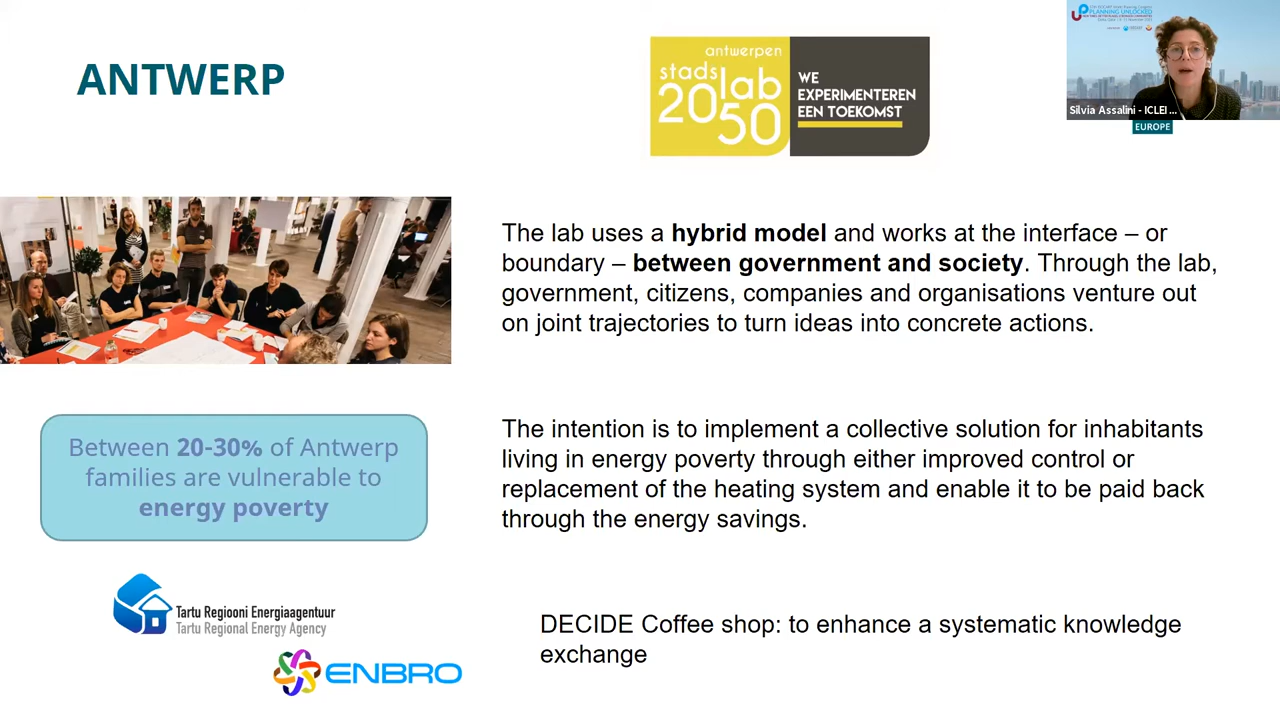 ANTWERP
antwerpen
stadslab
2050
WE
EXPERIMENTEREN
EEN TOEKOMST
PLANNING UNLOCKED
Silvia Assalini - ICLEI ...
EUROPE
The lab uses a hybrid model and works at the interface – or
boundary – between government and society. Through the lab,
government, citizens, companies and organisations venture out
on joint trajectories to turn ideas into concrete actions.
Between 20-30% of Antwerp
families are vulnerable to
energy poverty
The intention is to implement a collective solution for inhabitants
living in energy poverty through either improved control or
replacement of the heating system and enable it to be paid back
through the energy savings.
Tartu Regiooni Energiaagentuur
Tartu Regional Energy Agency
ENBRO
DECIDE Coffee shop: to enhance a systematic knowledge
exchange